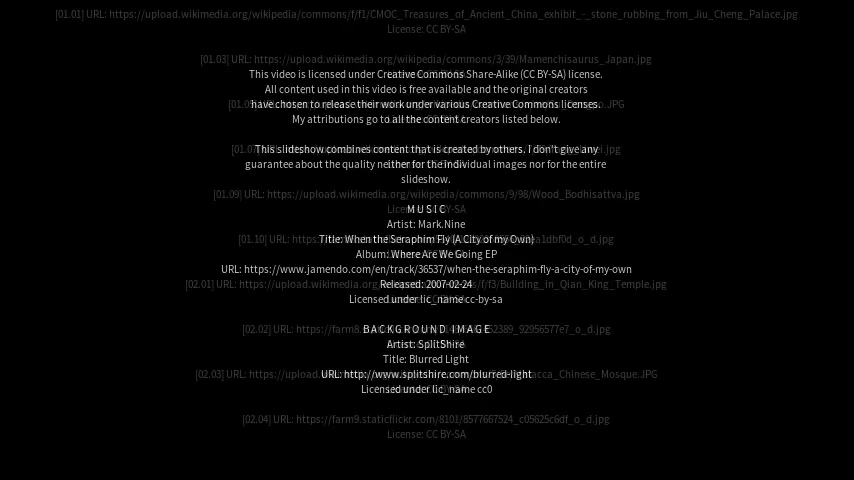 [01.01] URL: https://upload.wikimedia.org/wikipedia/commons/f/f1/CMOC_Treasures_of_Ancient_China_exhibit_-_stone_rubbing_from_Jiu_Cheng_Palace.jpg
License: CC BY-SA
[01.03] URL: https://upload.wikimedia.org/wikipedia/commons/3/39/Mamenchisaurus_Japan.jpg
This video is licensed under Creative Commons Share-Alike (CC BY-SA) license.
All content used in this video is free available and the original creators
have chosen to release their work under various Creative Commons licenses.
My attributions go to all the content creators listed below.
This slideshow combines content that is created by others. I don't give any
guarantee about the quality neither for the individual images nor for the entire
slideshow.
[01.09] URL: https://upload.wikimedia.org/wikipedia/commons/9/98/Wood_Bodhisattva.jpg
M U S I C
Artist: Mark.Nine
[01.10] URL:
Title: When the Seraphim Fly (A City of my Own)
Album: Where Are We Going EP
URL: https://www.jamendo.com/en/track/36537/when-the-seraphim-fly-a-city-of-my-own
[02.01] URL: https://upload.wikimedia.org/wikipedia/commons/f/f3/Building_in_Qian_King_Temple.jpg
Released: 2007-02-24
Licensed under lic_name cc-by-sa
[02.02] URL:
B A C K G R O U N D I M A G E
Artist: SplitShire
Title: Blurred Light
[02.03] URL:
URL: http://www.splitshire.com/blurred-light
Licensed under lic_name cc0
[02.04] URL: https://farm9.staticflickr.com/8101/8577667524_c05625c6df_o_d.jpg
License: CC BY-SA